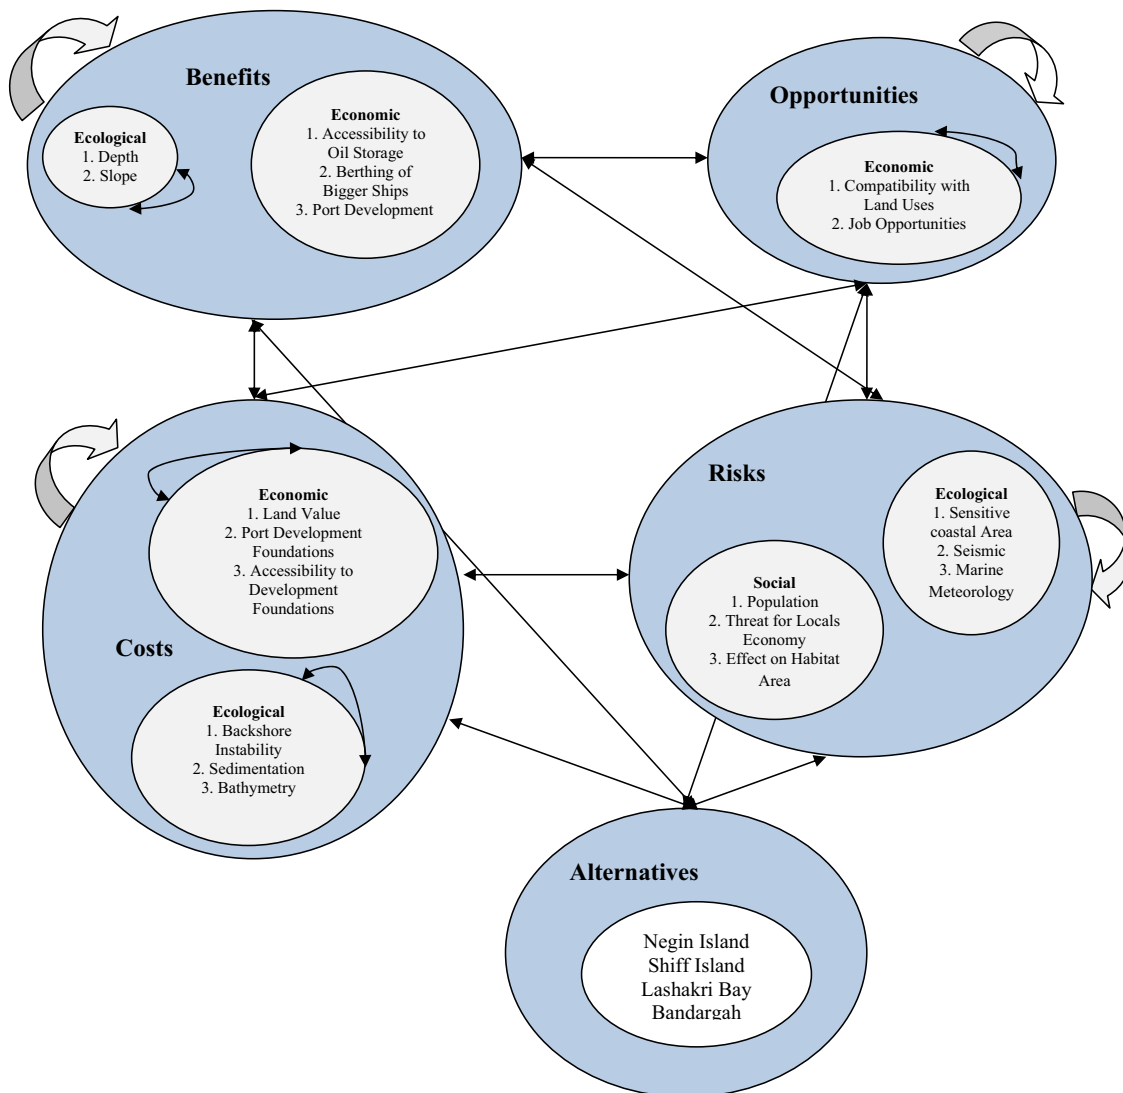 Benefits
Ecological
1. Depth
2. Slope
Economic
1. Accessibility to
Oil Storage
2. Berthing of
Bigger Ships
3. Port Development
Opportunities
Economic
1. Compatibility with
Land Uses
2. Job Opportunities
Costs
Economic
1. Land Value
2. Port Development
Foundations
3. Accessibility to
Development
Foundations
Ecological
1. Backshore
Instability
2. Sedimentation
3. Bathymetry
Risks
Social
1. Population
2. Threat for Locals
Economy
3. Effect on Habitat
Area
Ecological
1. Sensitive
coastal Area
2. Seismic
3. Marine
Meteorology
Alternatives
Negin Island
Shiff Island
Lashakri Bay
Bandargah